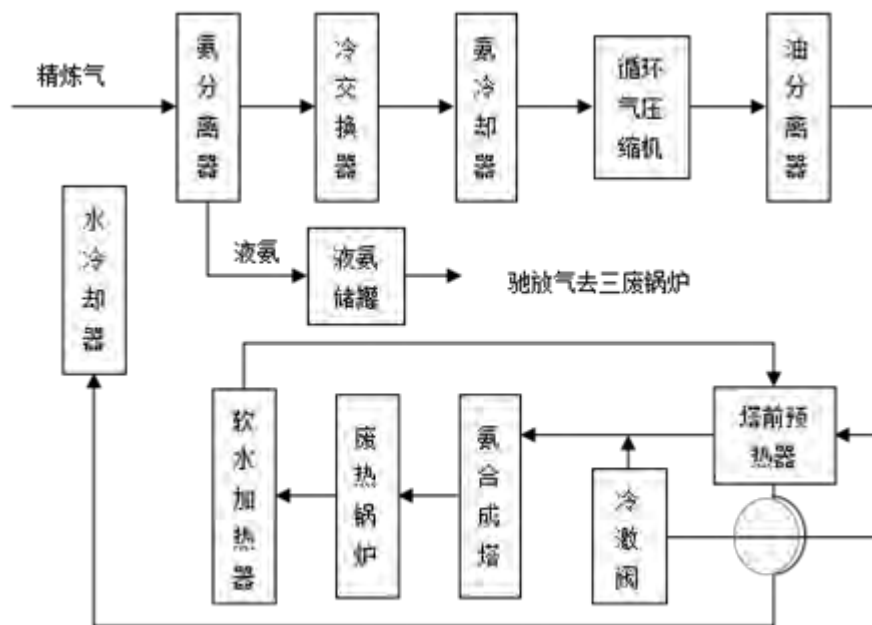 精炼气
氨分离器
冷交换器
氨冷却器
循环
气压
缩机
油分离器
水冷却器
液氨
液氨
储罐
驰放气去三废锅炉
软水加热器
废热锅炉
氨合成塔
冷激阀
塔前预
热器